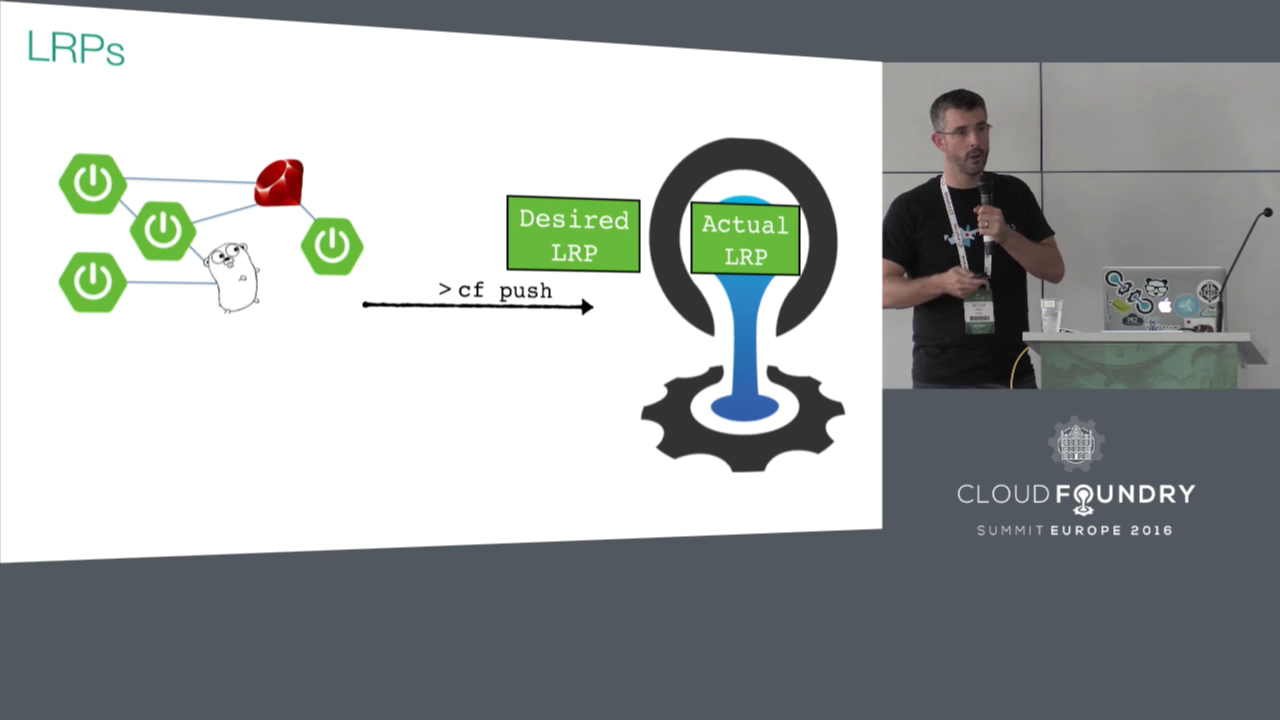 LRPs
Desired
LRP
Actual
LRP
> cf push
CLOUD FOUNDRY
SUMMIT EUROPE 2016